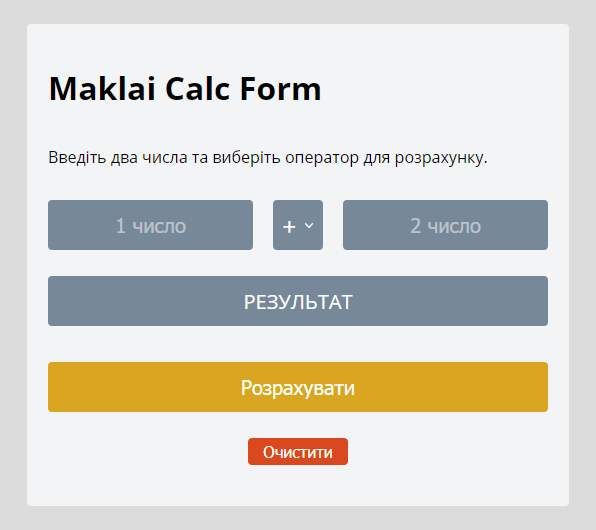 Maklai Calc Form
Введіть два числа та виберіть оператор для розрахунку.
1 число + 2 число
РЕЗУЛЬТАТ
Розрахувати
Очистити